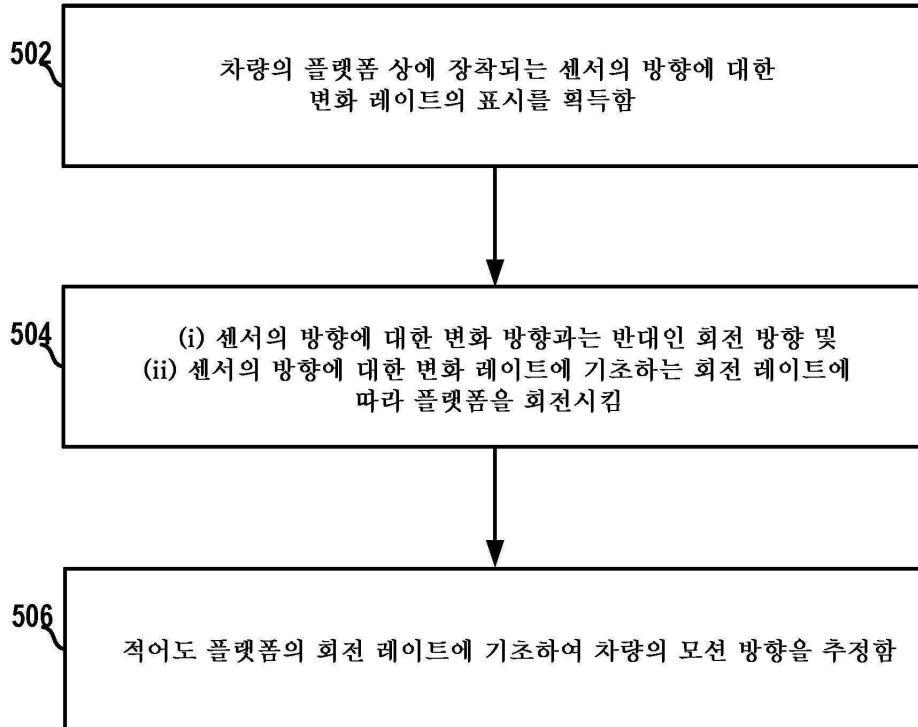 502
차량의 플랫폼 상에 장착되는 센서의 방향에 대한
변화 레이트의 표시를 획득함
504
(i) 센서의 방향에 대한 변화 방향과는 반대인 회전 방향 및
(ii) 센서의 방향에 대한 변화 레이트에 기초하는 회전 레이트에
따라 플랫폼을 회전시킴
506
적어도 플랫폼의 회전 레이트에 기초하여 차량의 모션 방향을 추정함